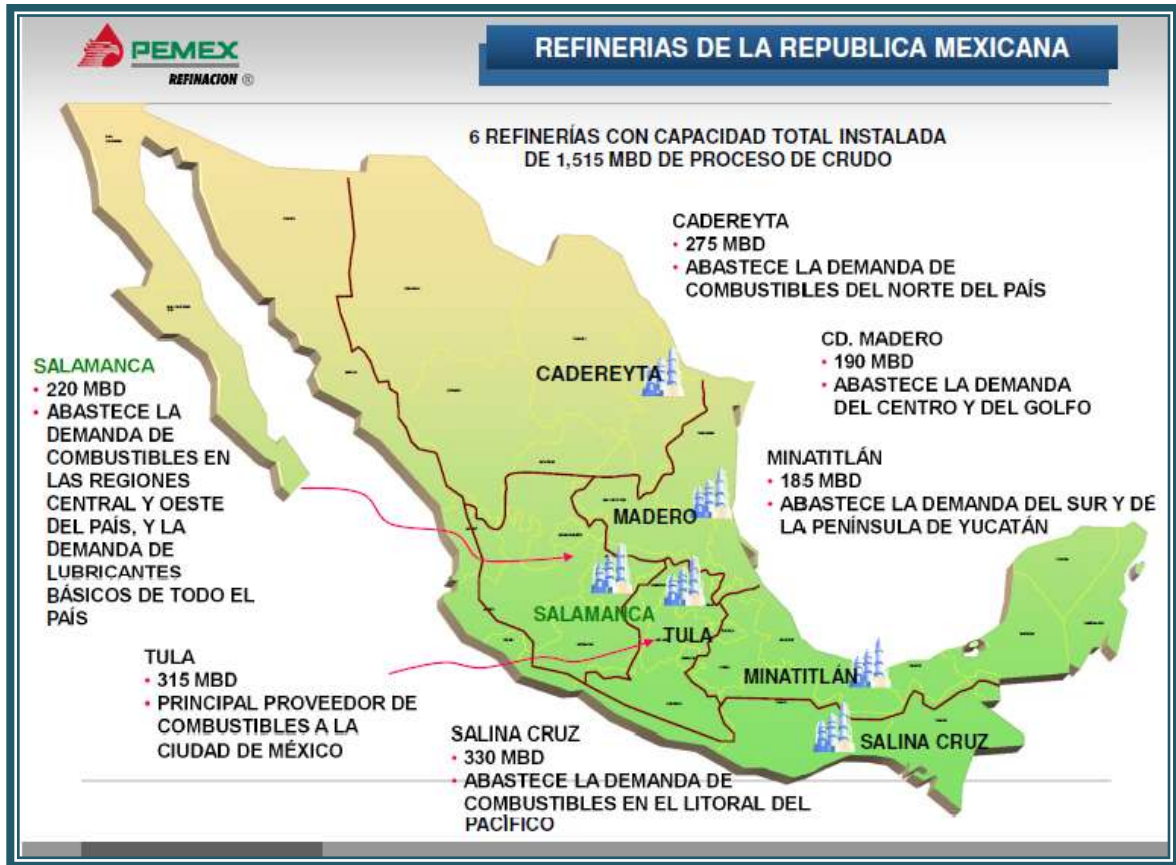 PEMEX
REFINACION ®
REFINERIAS DE LA REPUBLICA MEXICANA
6 REFINERÍAS CON CAPACIDAD TOTAL INSTALADA
DE 1,515 MBD DE PROCESO DE CRUDO
CADEREYTA
• 275 MBD
• ABASTECE LA DEMANDA DE
COMBUSTIBLES DEL NORTE DEL PAÍS
CD. MADERO
• 190 MBD
• ABASTECE LA DEMANDA
DEL CENTRO Y DEL GOLFO
MINATITLÁN
• 185 MBD
• ABASTECE LA DEMANDA DEL SUR Y DE
LA PENÍNSULA DE YUCATÁN
SALAMANCA
• 220 MBD
• ABASTECE LA
DEMANDA DE
COMBUSTIBLES EN
LAS REGIONES
CENTRAL Y OESTE
DEL PAÍS, Y LA
DEMANDA DE
LUBRICANTES
BÁSICOS DE TODO EL
PAÍS
CADEREYTA
MADERO
SALAMANCA
TULA
MINATITLÁN
SALINA CRUZ
TULA
• 315 MBD
• PRINCIPAL PROVEEDOR DE
COMBUSTIBLES A LA
CIUDAD DE MÉXICO
SALINA CRUZ
• 330 MBD
• ABASTECE LA DEMANDA DE
COMBUSTIBLES EN EL LITORAL DEL
PACÌFICO